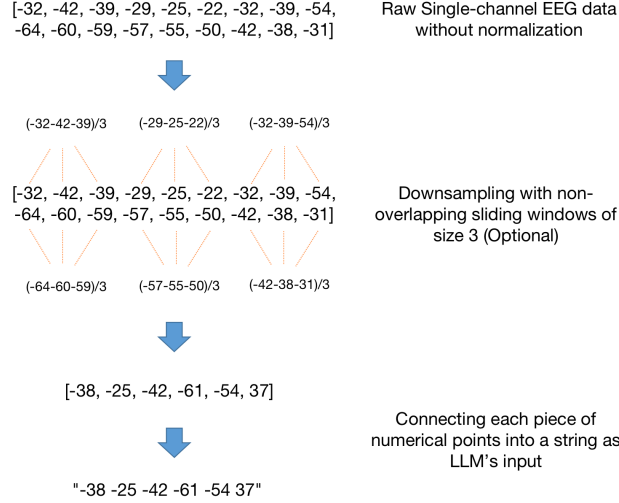 [-32, -42, -39, -29, -25, -22, -32, -39, -54,
-64, -60, -59, -57, -55, -50, -42, -38, -31]
Raw Single-channel EEG data
without normalization
(-32-42-39)/3 (-29-25-22)/3 (-32-39-54)/3
[-32, -42, -39, -29, -25, -22, -32, -39, -54,
-64, -60, -59, -57, -55, -50, -42, -38, -31]
Downsampling with non-
overlapping sliding windows of
size 3 (Optional)
(-64-60-59)/3 (-57-55-50)/3 (-42-38-31)/3
[-38, -25, -42, -61, -54, 37]
Connecting each piece of
numerical points into a string as
LLM's input
"-38 -25 -42 -61 -54 37"